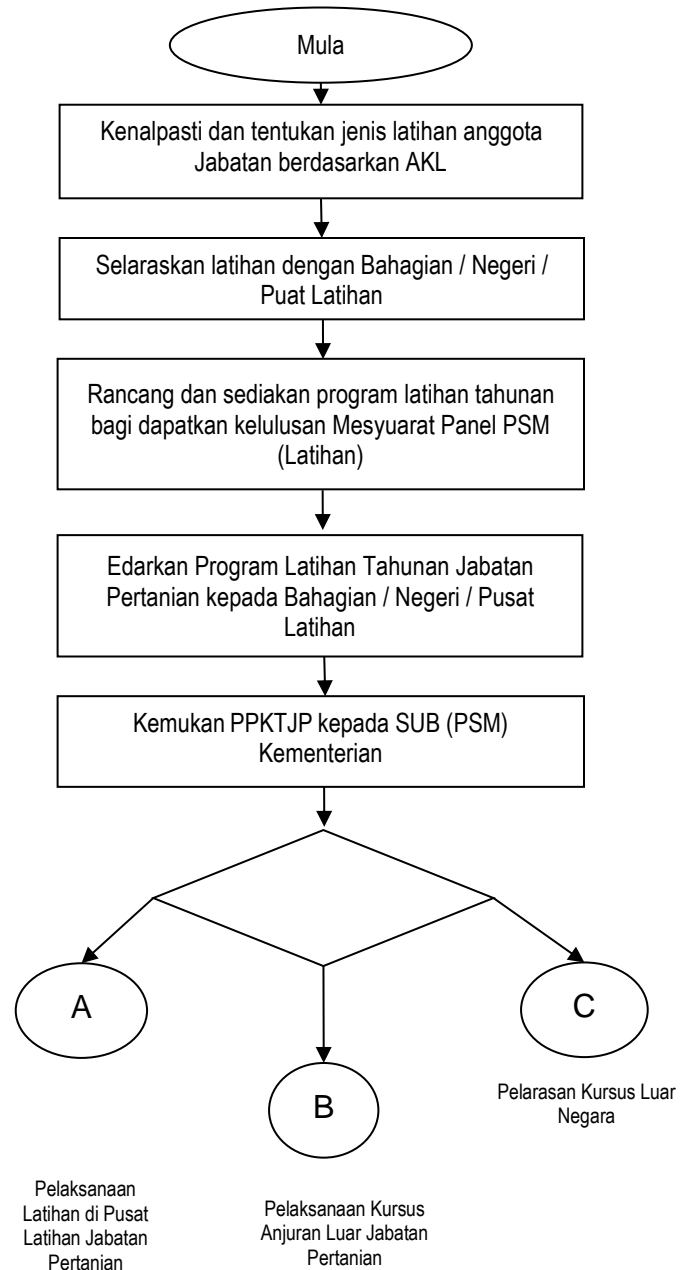 Mula
Kenalpasti dan tentukan jenis latihan anggota
Jabatan berdasarkan AKL
Selaraskan latihan dengan Bahagian / Negeri /
Puat Latihan
Rancang dan sediakan program latihan tahunan
bagi dapatkan kelulusan Mesyuarat Panel PSM
(Latihan)
Edarkan Program Latihan Tahunan Jabatan
Pertanian kepada Bahagian / Negeri / Pusat
Latihan
Kemukan PPKTJP kepada SUB (PSM)
Kementerian
A
Pelaksanaan
Latihan di Pusat
Latihan Jabatan
Pertanian
B
Pelaksanaan Kursus
Anjuran Luar Jabatan
Pertanian
C
Pelarasan Kursus Luar
Negara